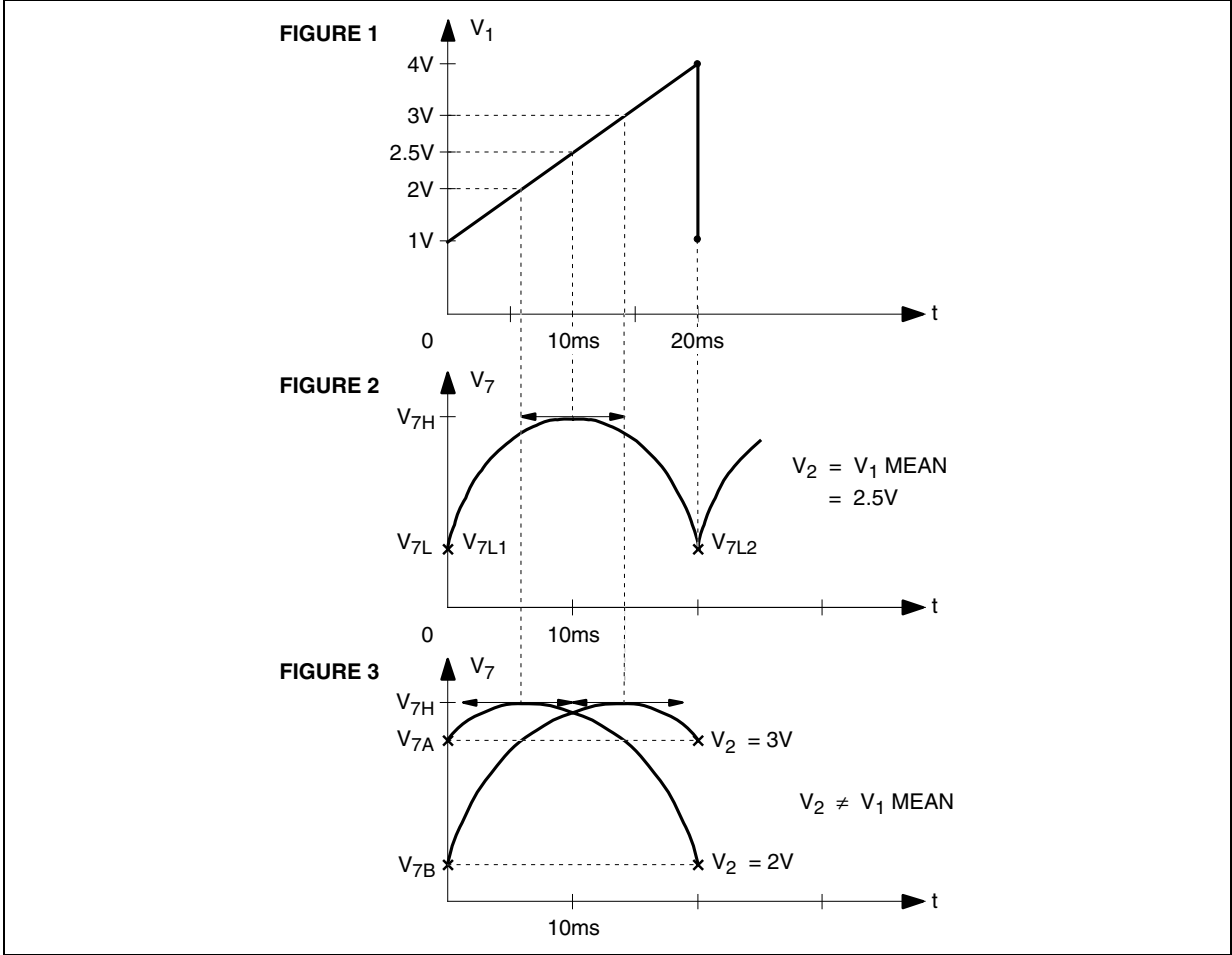 FIGURE 1
V1
4V
3V
2.5V
2V
1V
t
0
10ms
20ms
FIGURE 2
V7
V7H
V2 = V1 MEAN
= 2.5V
V7L
V7L1
V7L2
t
0
10ms
FIGURE 3
V7
V7H
V7A
V2 = 3V
V2 ≠ V1 MEAN
V7B
V2 = 2V
t
10ms